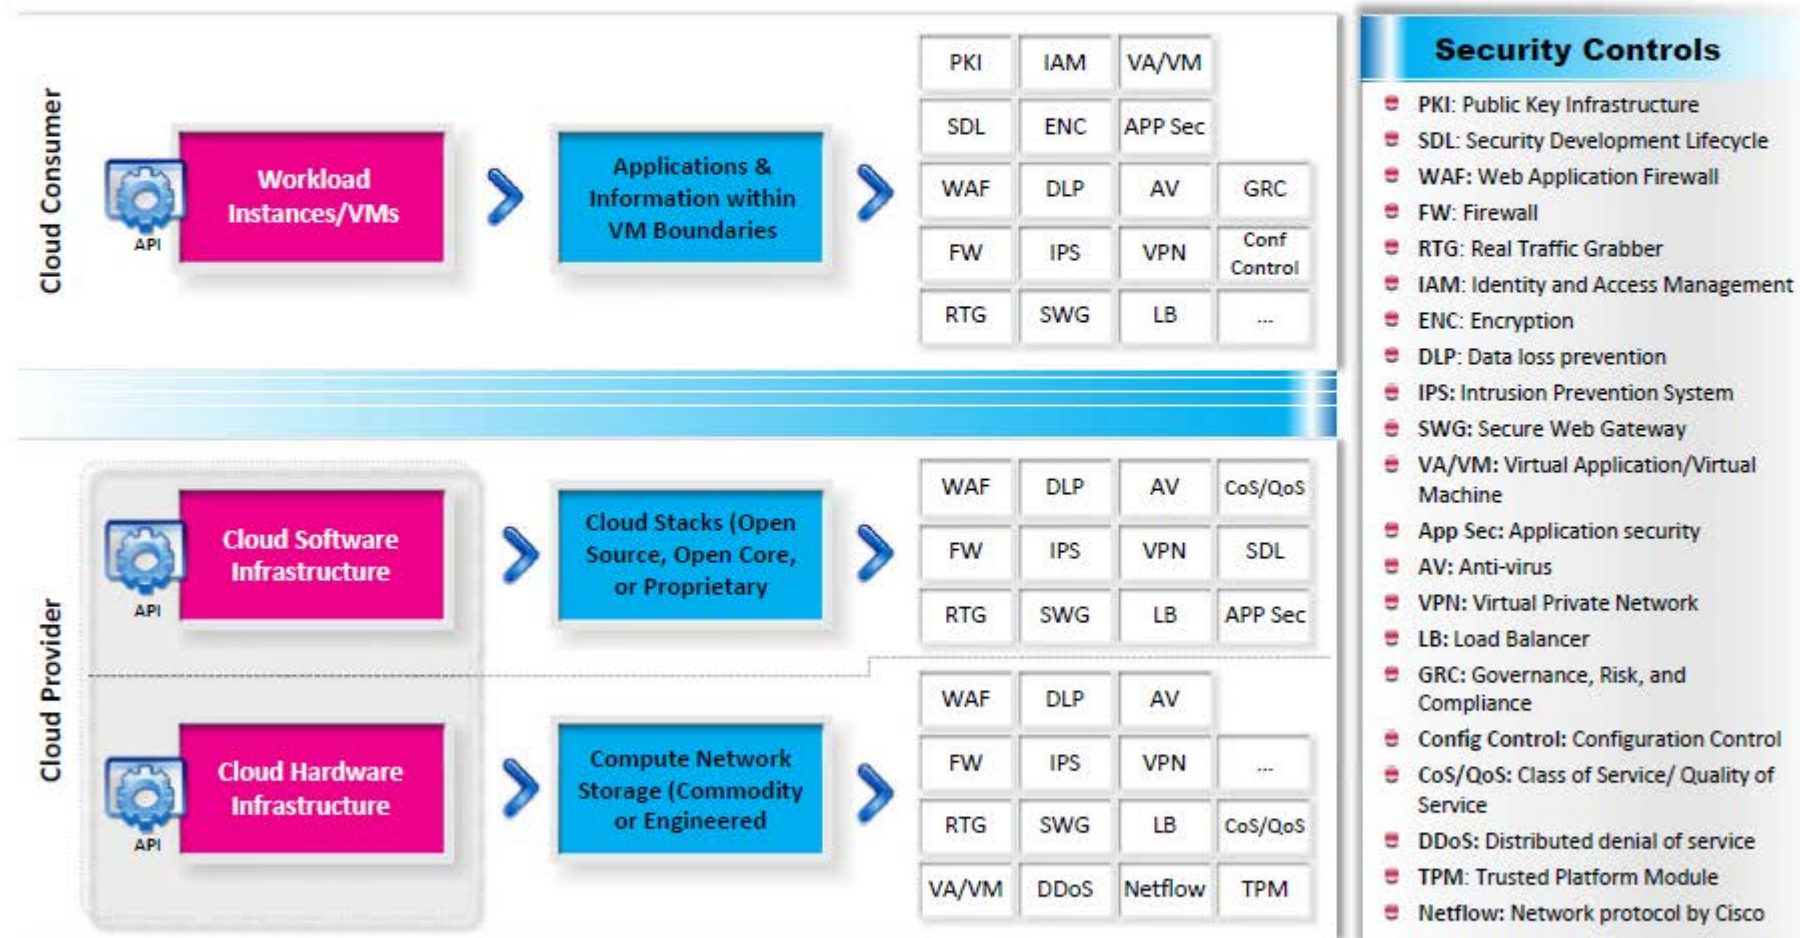 Cloud Consumer
API
Workload
Instances/VMs
Applications &
Information within
VM Boundaries
PKI IAM VA/VM
SDL ENC APP Sec
WAF DLP AV GRC
FW IPS VPN Conf
Control
RTG SWG LB ...
Cloud Provider
API
Cloud Software
Infrastructure
Cloud Stacks (Open
Source, Open Core,
or Proprietary
WAF DLP AV CoS/QoS
FW IPS VPN SDL
RTG SWG LB APP Sec
API
Cloud Hardware
Infrastructure
Compute Network
Storage (Commodity
or Engineered
WAF DLP AV
FW IPS VPN ...
RTG SWG LB CoS/QoS
VA/VM DDoS Netflow TPM
Security Controls
PKI: Public Key Infrastructure
SDL: Security Development Lifecycle
WAF: Web Application Firewall
FW: Firewall
RTG: Real Traffic Grabber
IAM: Identity and Access Management
ENC: Encryption
DLP: Data loss prevention
IPS: Intrusion Prevention System
SWG: Secure Web Gateway
VA/VM: Virtual Application/Virtual
Machine
App Sec: Application security
AV: Anti-virus
VPN: Virtual Private Network
LB: Load Balancer
GRC: Governance, Risk, and
Compliance
Config Control: Configuration Control
CoS/QoS: Class of Service/ Quality of
Service
DDoS: Distributed denial of service
TPM: Trusted Platform Module
Netflow: Network protocol by Cisco